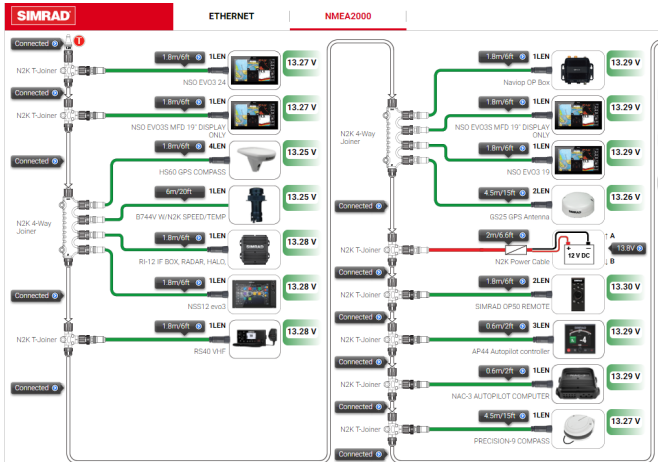 SIMRAD
ETHERNET
NMEA2000
Connected
T
1.8m/6ft 1LEN
13.27 V
N2K T-Joiner
NSO EVO3 24
Connected
1.8m/6ft 1LEN
13.27 V
N2K T-Joiner
NSO EVO3S MFD 19' DISPLAY
ONLY
Connected
1.8m/6ft 4LEN
13.25 V
HS60 GPS COMPASS
6m/20ft 1LEN
13.25 V
N2K 4-Way
Joiner
B744V W/N2K SPEED/TEMP
1.8m/6ft 1LEN
SIMRAD
13.28 V
RI-12 IF BOX, RADAR, HALO,
Connected
1.8m/6ft 1LEN
13.28 V
NSS12 evo3
1.8m/6ft 1LEN
13.28 V
N2K T-Joiner
RS40 VHF
Connected
1.8m/6ft 1LEN
13.29 V
Naviop OP Box
1.8m/6ft 1LEN
13.29 V
N2K 4-Way
Joiner
NSO EVO3S MFD 19' DISPLAY
ONLY
1.8m/6ft 1LEN
13.29 V
NSO EVO3 19
4.5m/15ft 2LEN
13.26 V
Connected
GS25 GPS Antenna
SIMRAD
2m/6.6ft
A
+ −
12 V DC
13.8V
N2K T-Joiner
N2K Power Cable
B
Connected
1.8m/6ft 2LEN
13.30 V
N2K T-Joiner
SIMRAD OP50 REMOTE
Connected
0.6m/2ft 3LEN
13.29 V
N2K T-Joiner
AP44 Autopilot controller
-4
Connected
0.6m/2ft 1LEN
13.29 V
N2K T-Joiner
NAC-3 AUTOPILOT COMPUTER
Connected
4.5m/15ft 1LEN
13.27 V
N2K T-Joiner
PRECISION-9 COMPASS
Connected